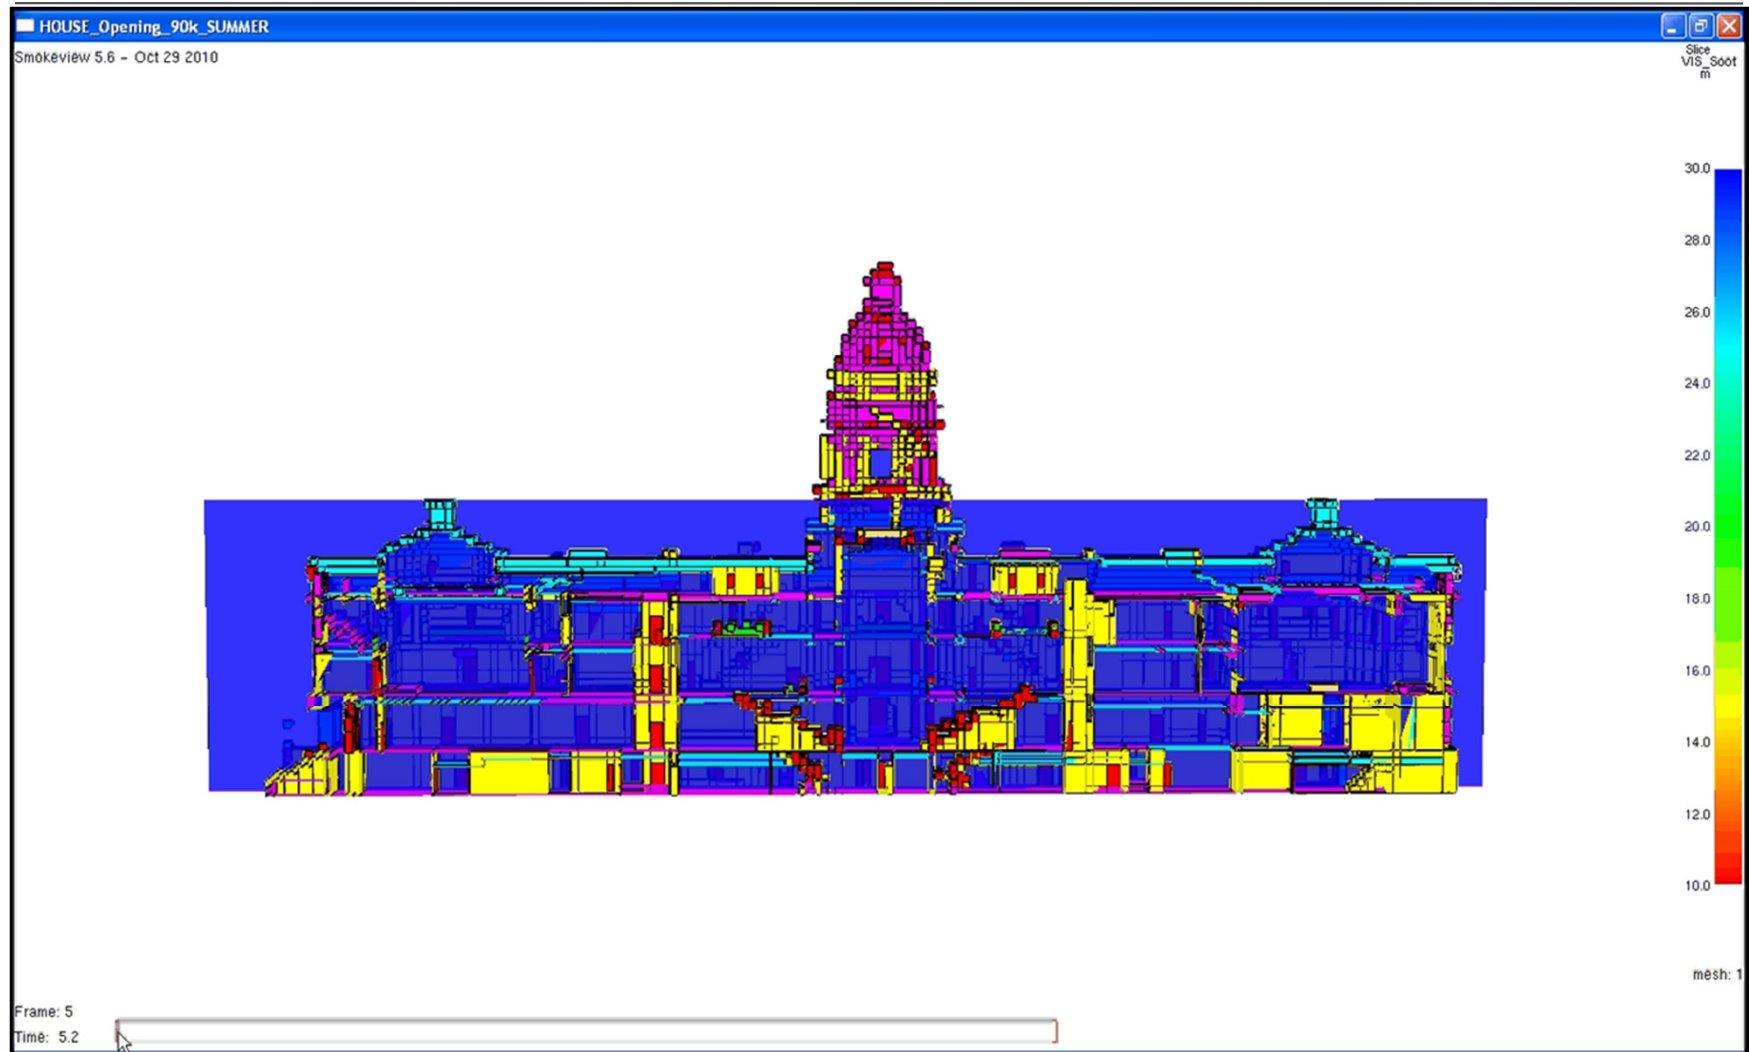 HOUSE_Opening_90k_SUMMER
Smokeview 5.6 - Oct 29 2010
Slice
VIS_Soot
m
30.0
28.0
26.0
24.0
22.0
20.0
18.0
16.0
14.0
12.0
10.0
mesh: 1
Frame: 5
Time: 5.2